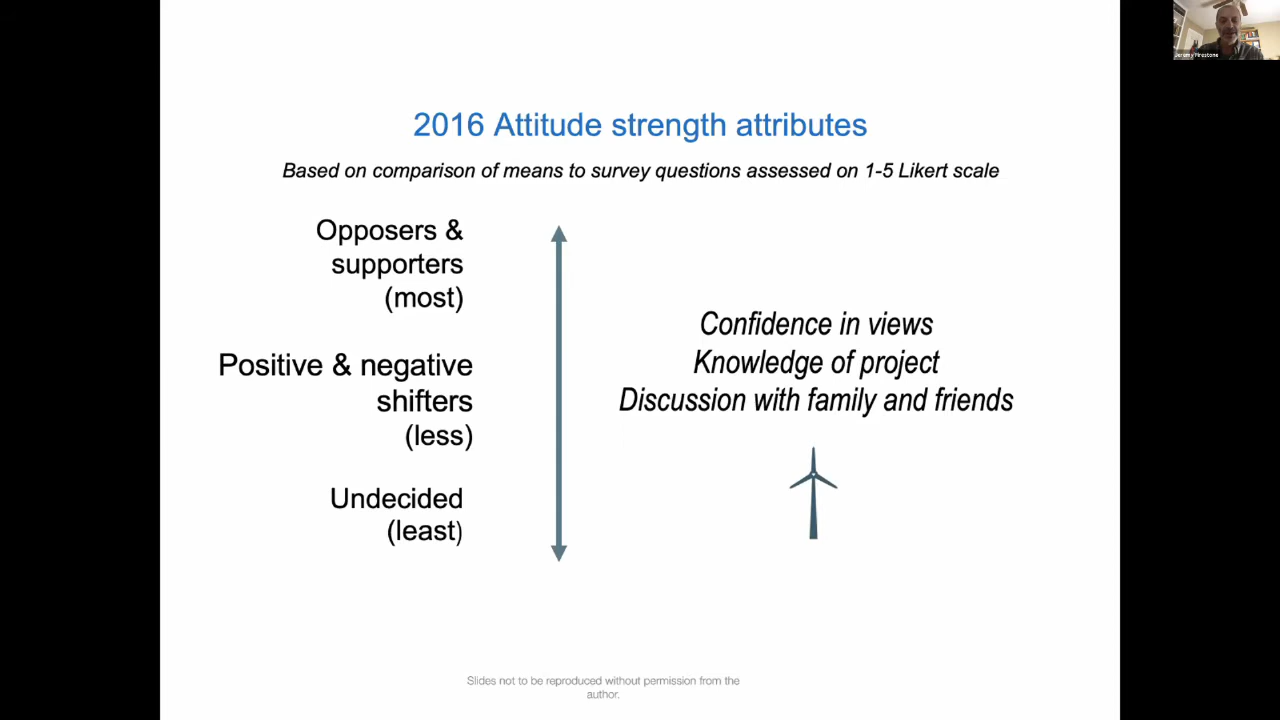 Jeremy Firestone
2016 Attitude strength attributes
Based on comparison of means to survey questions assessed on 1-5 Likert scale
Opposers &
supporters
(most)
Positive & negative
shifters
(less)
Undecided
(least)
Confidence in views
Knowledge of project
Discussion with family and friends
Slides not to be reproduced without permission from the
author.